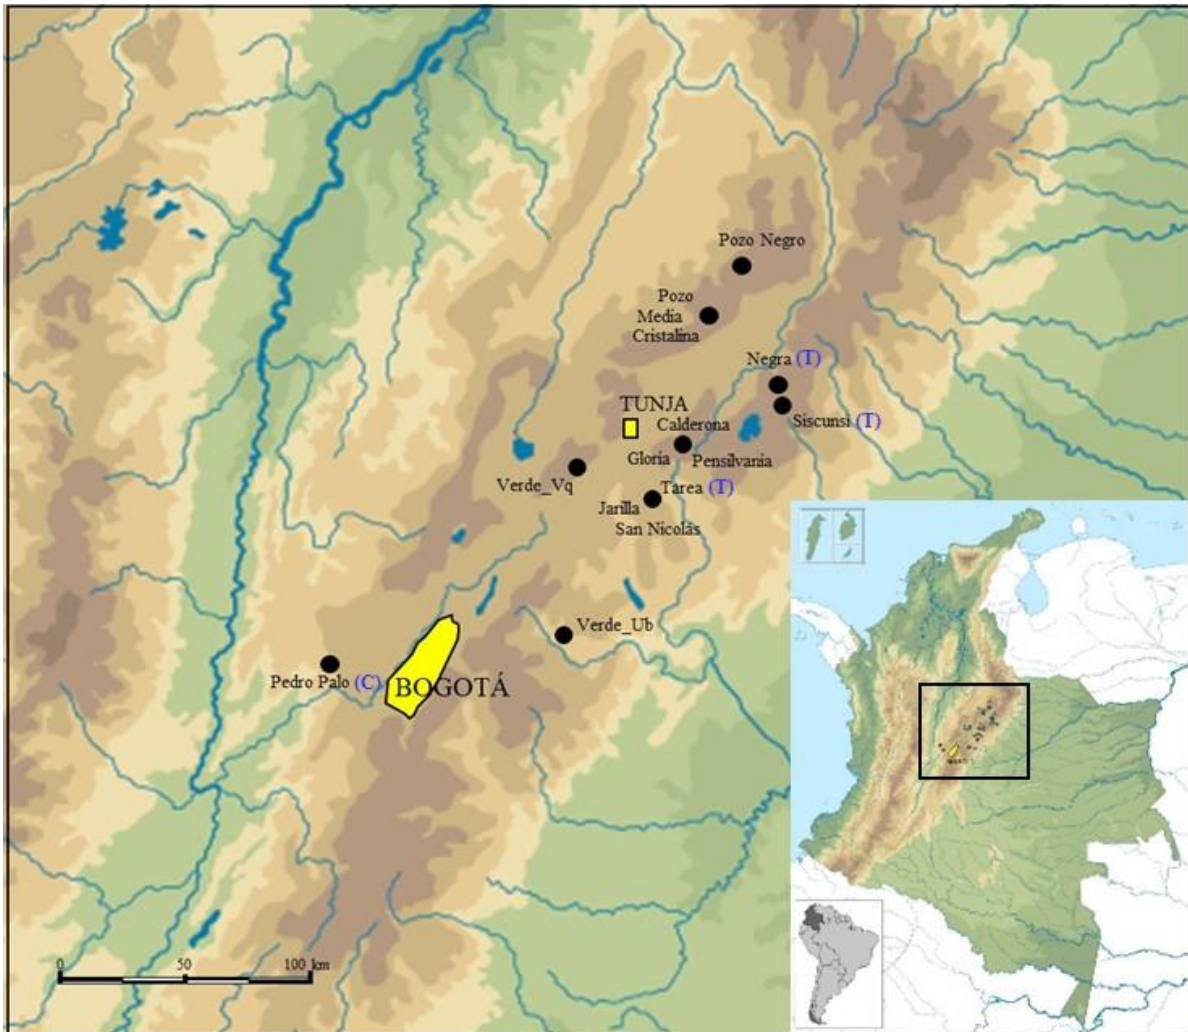 Pozo Negro
Pozo
Media
Cristalina
Negra (T)
TUNJA
Calderona
Siscunsi (T)
Gloria
Pensilvania
Verde_Vq
Tarea (T)
Jarilla
San Nicolás
Verde_Ub
Pedro Palo (C)
BOGOTÁ
0 50 100 km